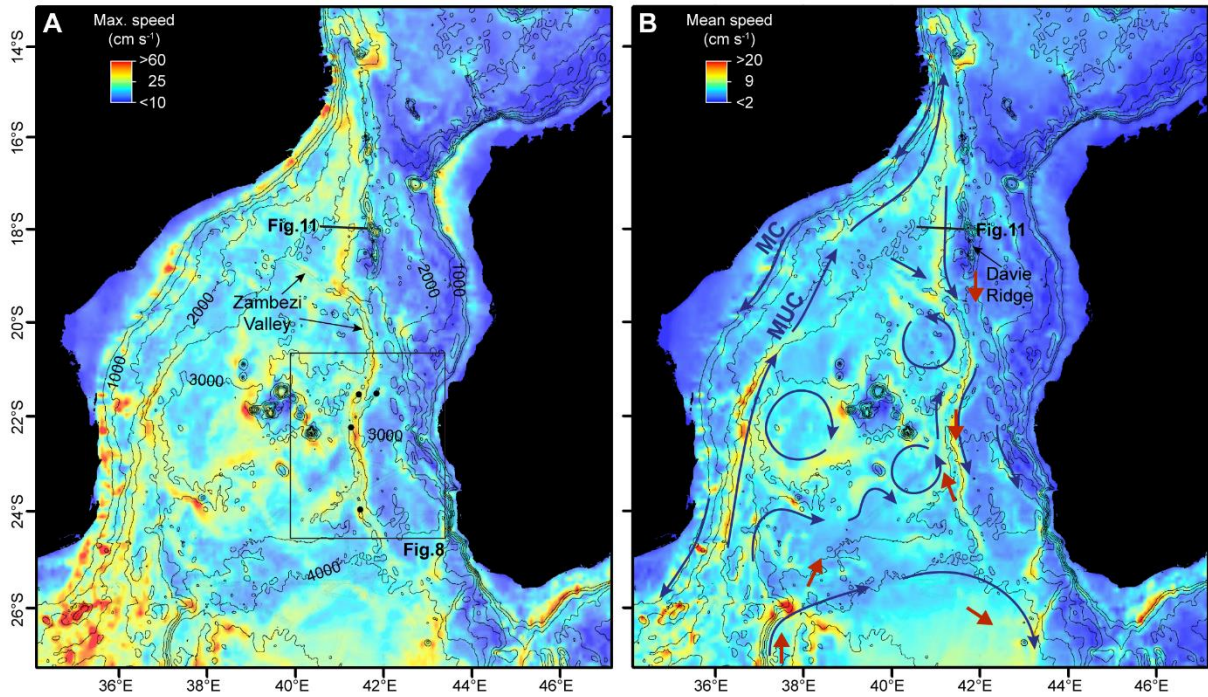 A
Max. speed
(cm s⁻¹)
>60
25
<10
14°S
16°S
18°S
20°S
22°S
24°S
26°S
Fig.11
Zambezi
Valley
2000
1000
2000
1000
3000
3000
4000
Fig.8
36°E
38°E
40°E
42°E
44°E
46°E
B
Mean speed
(cm s⁻¹)
>20
9
<2
MC
MUC
Fig.11
Davie
Ridge
36°E
38°E
40°E
42°E
44°E
46°E